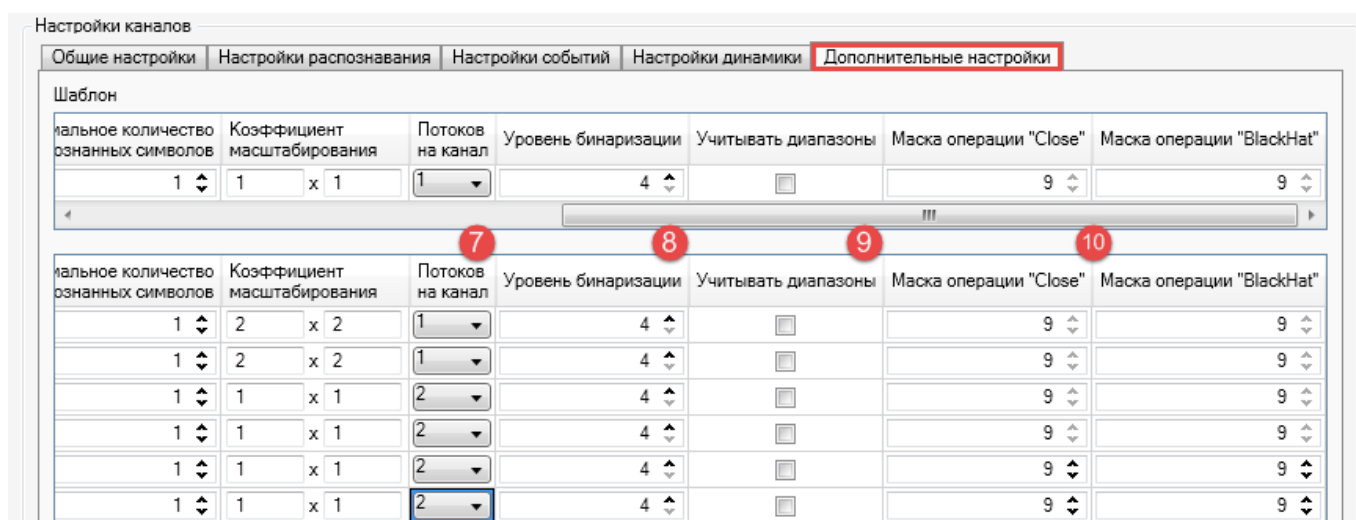 Настройки каналов
Общие настройки Настройки распознавания Настройки событий Настройки динамики Дополнительные настройки
Шаблон
иальное количество Коэффициент Потоков Уровень бинаризации Учитывать диапазоны Маска операции "Close" Маска операции "BlackHat"
ознанных символов масштабирования на канал
1 1 x 1 1 4 9 9
7 8 9 10
иальное количество Коэффициент Потоков Уровень бинаризации Учитывать диапазоны Маска операции "Close" Маска операции "BlackHat"
ознанных символов масштабирования на канал
1 2 x 2 1 4 9 9
1 2 x 2 1 4 9 9
1 1 x 1 2 4 9 9
1 1 x 1 2 4 9 9
1 1 x 1 2 4 9 9
1 1 x 1 2 4 9 9